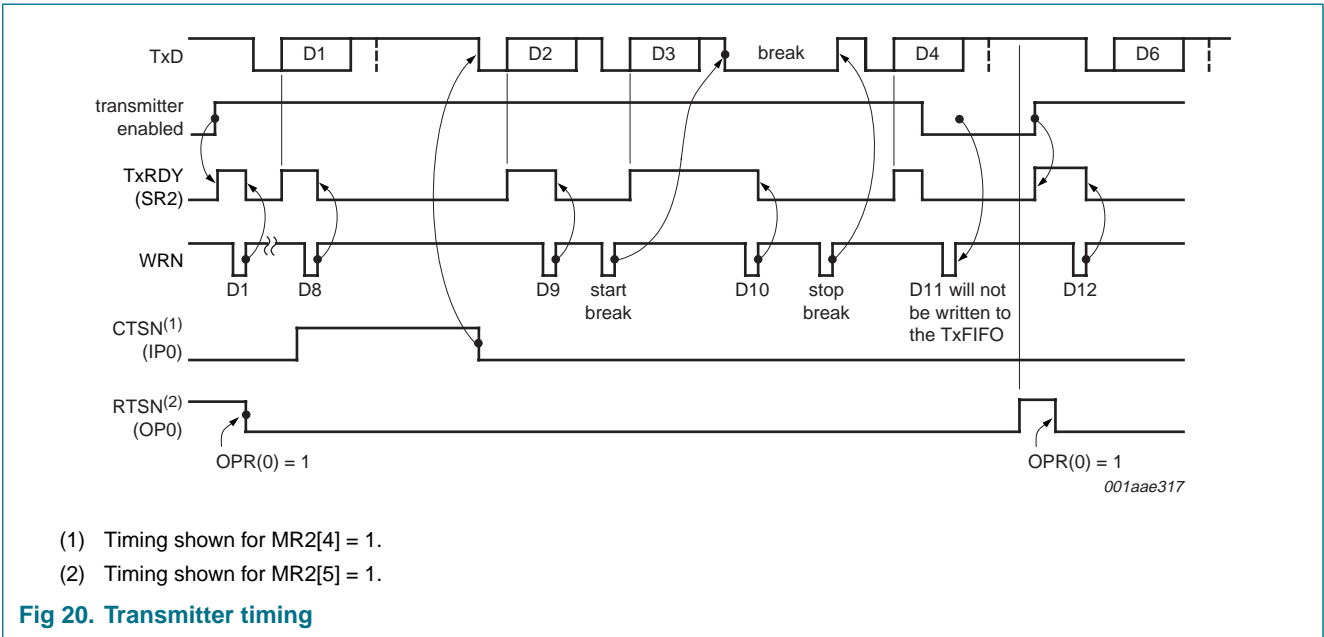 TxD
D1
D2
D3
break
D4
D6
transmitter
enabled
TxRDY
(SR2)
WRN
D1
D8
D9
start
break
D10
stop
break
D11 will not
be written to
the TxFIFO
D12
CTSN(1)
(IP0)
RTSN(2)
(OP0)
OPR(0) = 1
OPR(0) = 1
001aae317
(1) Timing shown for MR2[4] = 1.
(2) Timing shown for MR2[5] = 1.
Fig 20. Transmitter timing